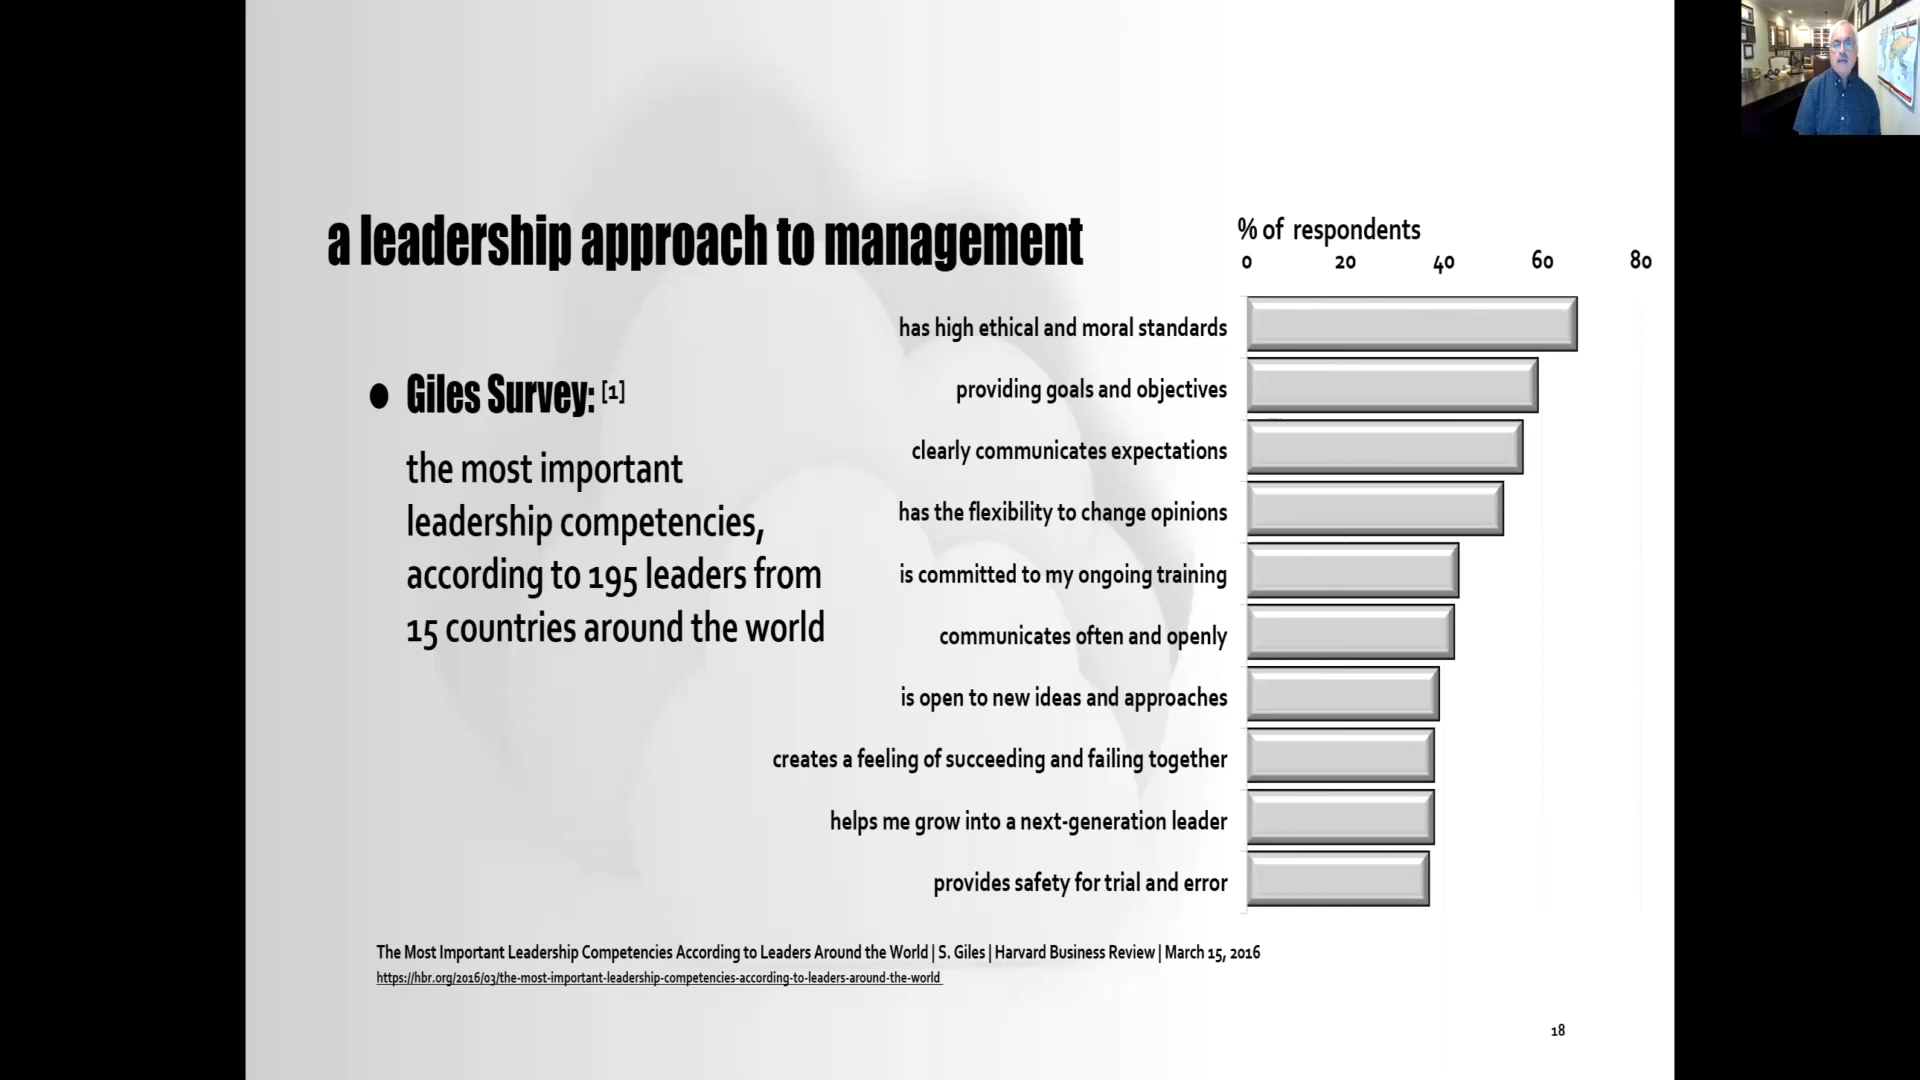 a leadership approach to management
• Giles Survey: [1]
the most important
leadership competencies,
according to 195 leaders from
15 countries around the world
% of respondents
0 20 40 60 80
has high ethical and moral standards
providing goals and objectives
clearly communicates expectations
has the flexibility to change opinions
is committed to my ongoing training
communicates often and openly
is open to new ideas and approaches
creates a feeling of succeeding and failing together
helps me grow into a next-generation leader
provides safety for trial and error
The Most Important Leadership Competencies According to Leaders Around the World | S. Giles | Harvard Business Review | March 15, 2016
https://hbr.org/2016/03/the-most-important-leadership-competencies-according-to-leaders-around-the-world
18